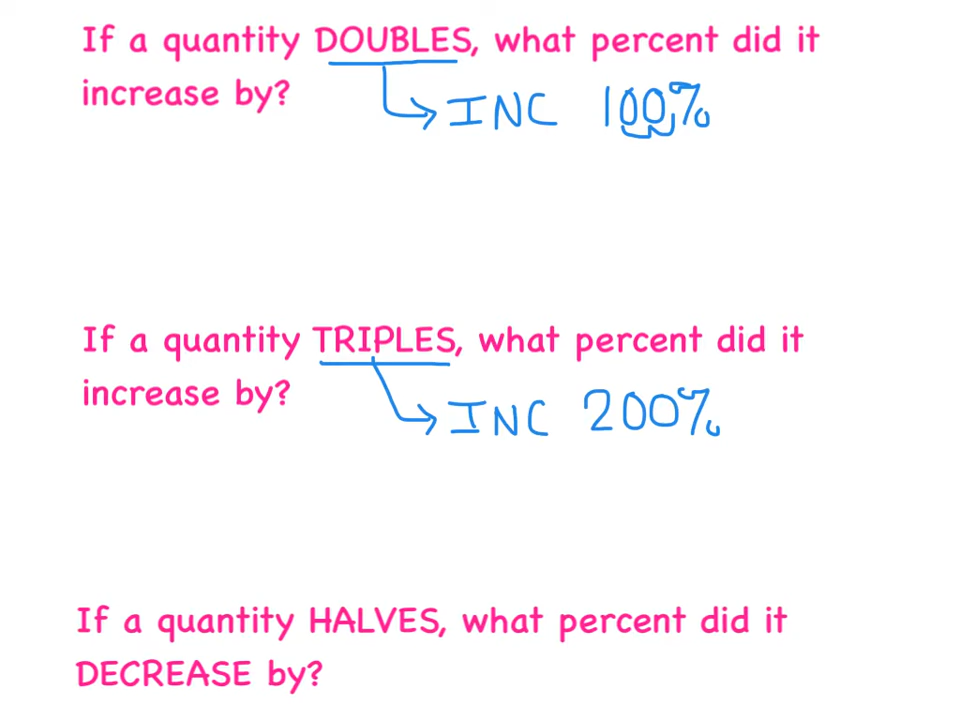 If a quantity DOUBLES, what percent did it
increase by?
INC 100%
If a quantity TRIPLES, what percent did it
increase by?
INC 200%
If a quantity HALVES, what percent did it
DECREASE by?